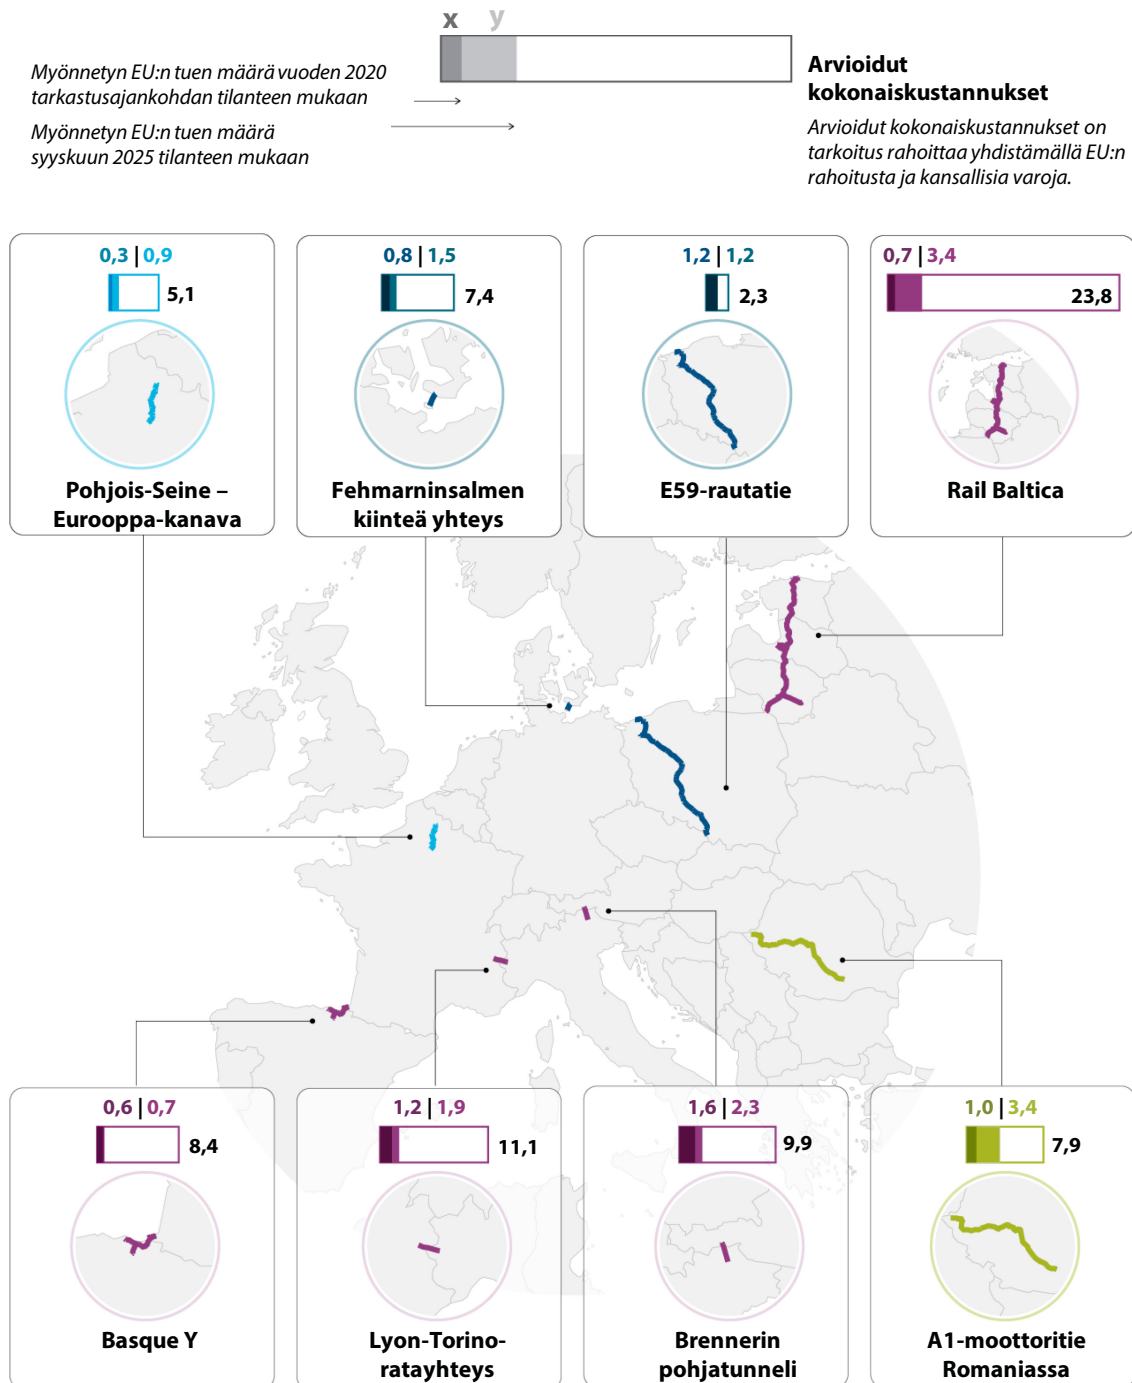 x y
Myönnetyn EU:n tuen määrä vuoden 2020
tarkastusajankohdan tilanteen mukaan
Myönnetyn EU:n tuen määrä
syyskuun 2025 tilanteen mukaan
Arvioidut
kokonaiskustannukset
Arvioidut kokonaiskustannukset on
tarkoitus rahoittaa yhdistämällä EU:n
rahoitusta ja kansallisia varoja.
0,3 | 0,9
5,1
Pohjois-Seine –
Eurooppa-kanava
0,8 | 1,5
7,4
Fehmarninsalmen
kiinteä yhteys
1,2 | 1,2
2,3
E59-rautatie
0,7 | 3,4
23,8
Rail Baltica
0,6 | 0,7
8,4
Basque Y
1,2 | 1,9
11,1
Lyon-Torino-
ratayhteys
1,6 | 2,3
9,9
Brennerin
pohjatunneli
1,0 | 3,4
7,9
A1-moottoritie
Romaniassa